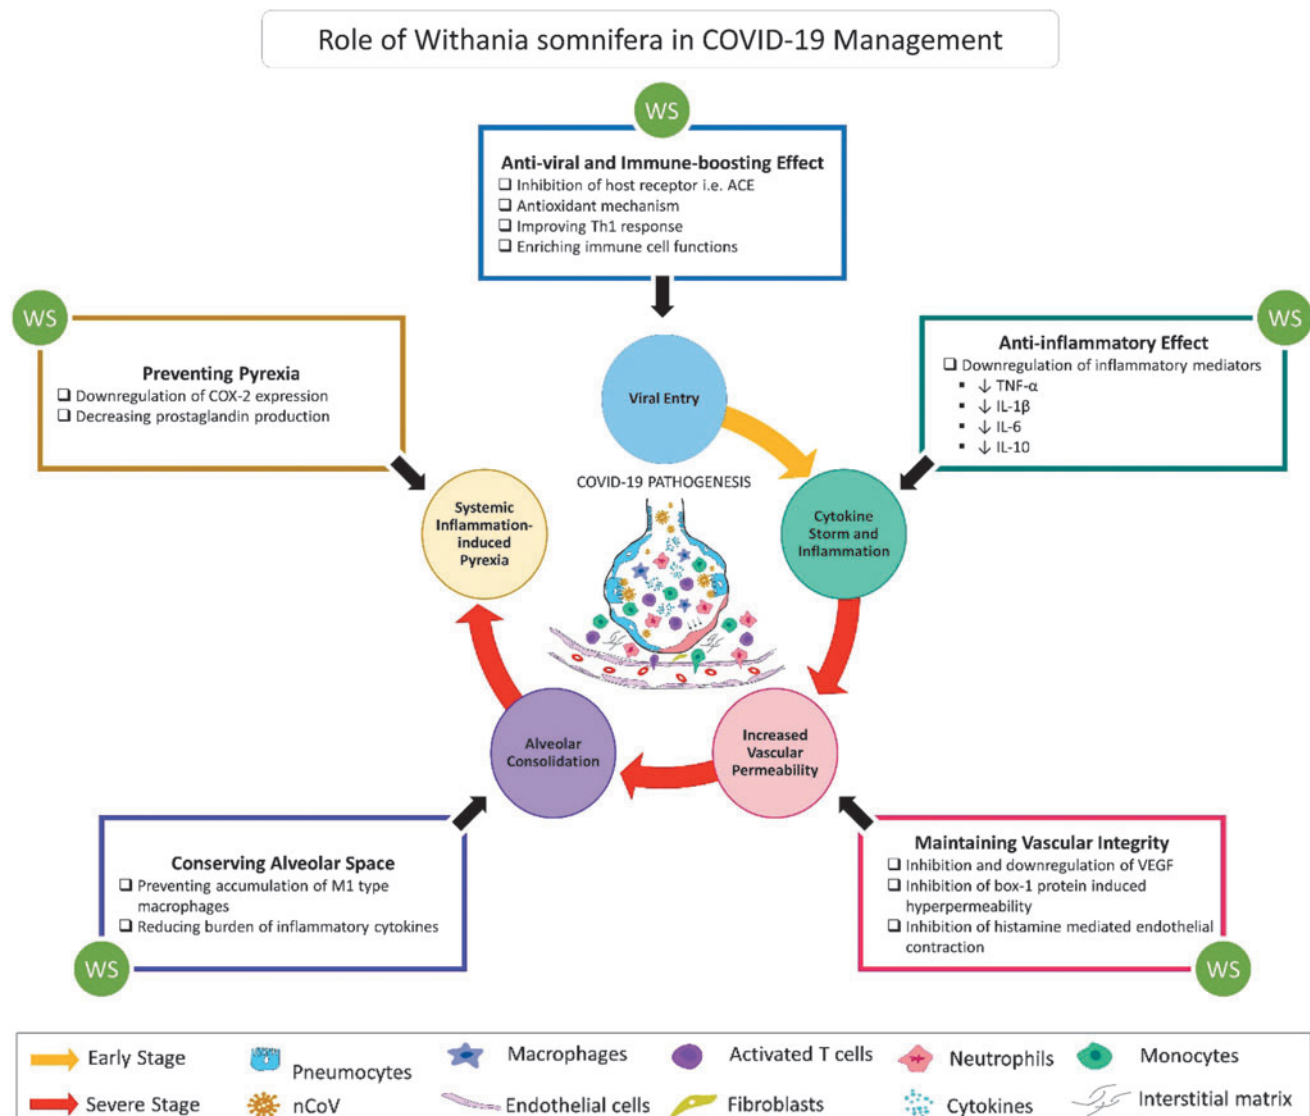 Role of Withania somnifera in COVID-19 Management
WS
Anti-viral and Immune-boosting Effect
❑ Inhibition of host receptor i.e. ACE
❑ Antioxidant mechanism
❑ Improving Th1 response
❑ Enriching immune cell functions
WS
Preventing Pyrexia
❑ Downregulation of COX-2 expression
❑ Decreasing prostaglandin production
WS
Anti-inflammatory Effect
❑ Downregulation of inflammatory mediators
▪ ↓ TNF-α
▪ ↓ IL-1β
▪ ↓ IL-6
▪ ↓ IL-10
Viral Entry
COVID-19 PATHOGENESIS
Systemic
Inflammation-
induced
Pyrexia
Cytokine
Storm and
Inflammation
Alveolar
Consolidation
Increased
Vascular
Permeability
Conserving Alveolar Space
❑ Preventing accumulation of M1 type
macrophages
❑ Reducing burden of inflammatory cytokines
WS
Maintaining Vascular Integrity
❑ Inhibition and downregulation of VEGF
❑ Inhibition of box-1 protein induced
hyperpermeability
❑ Inhibition of histamine mediated endothelial
contraction
WS
Early Stage
Pneumocytes
Macrophages
Activated T cells
Neutrophils
Monocytes
Severe Stage
nCoV
Endothelial cells
Fibroblasts
Cytokines
Interstitial matrix